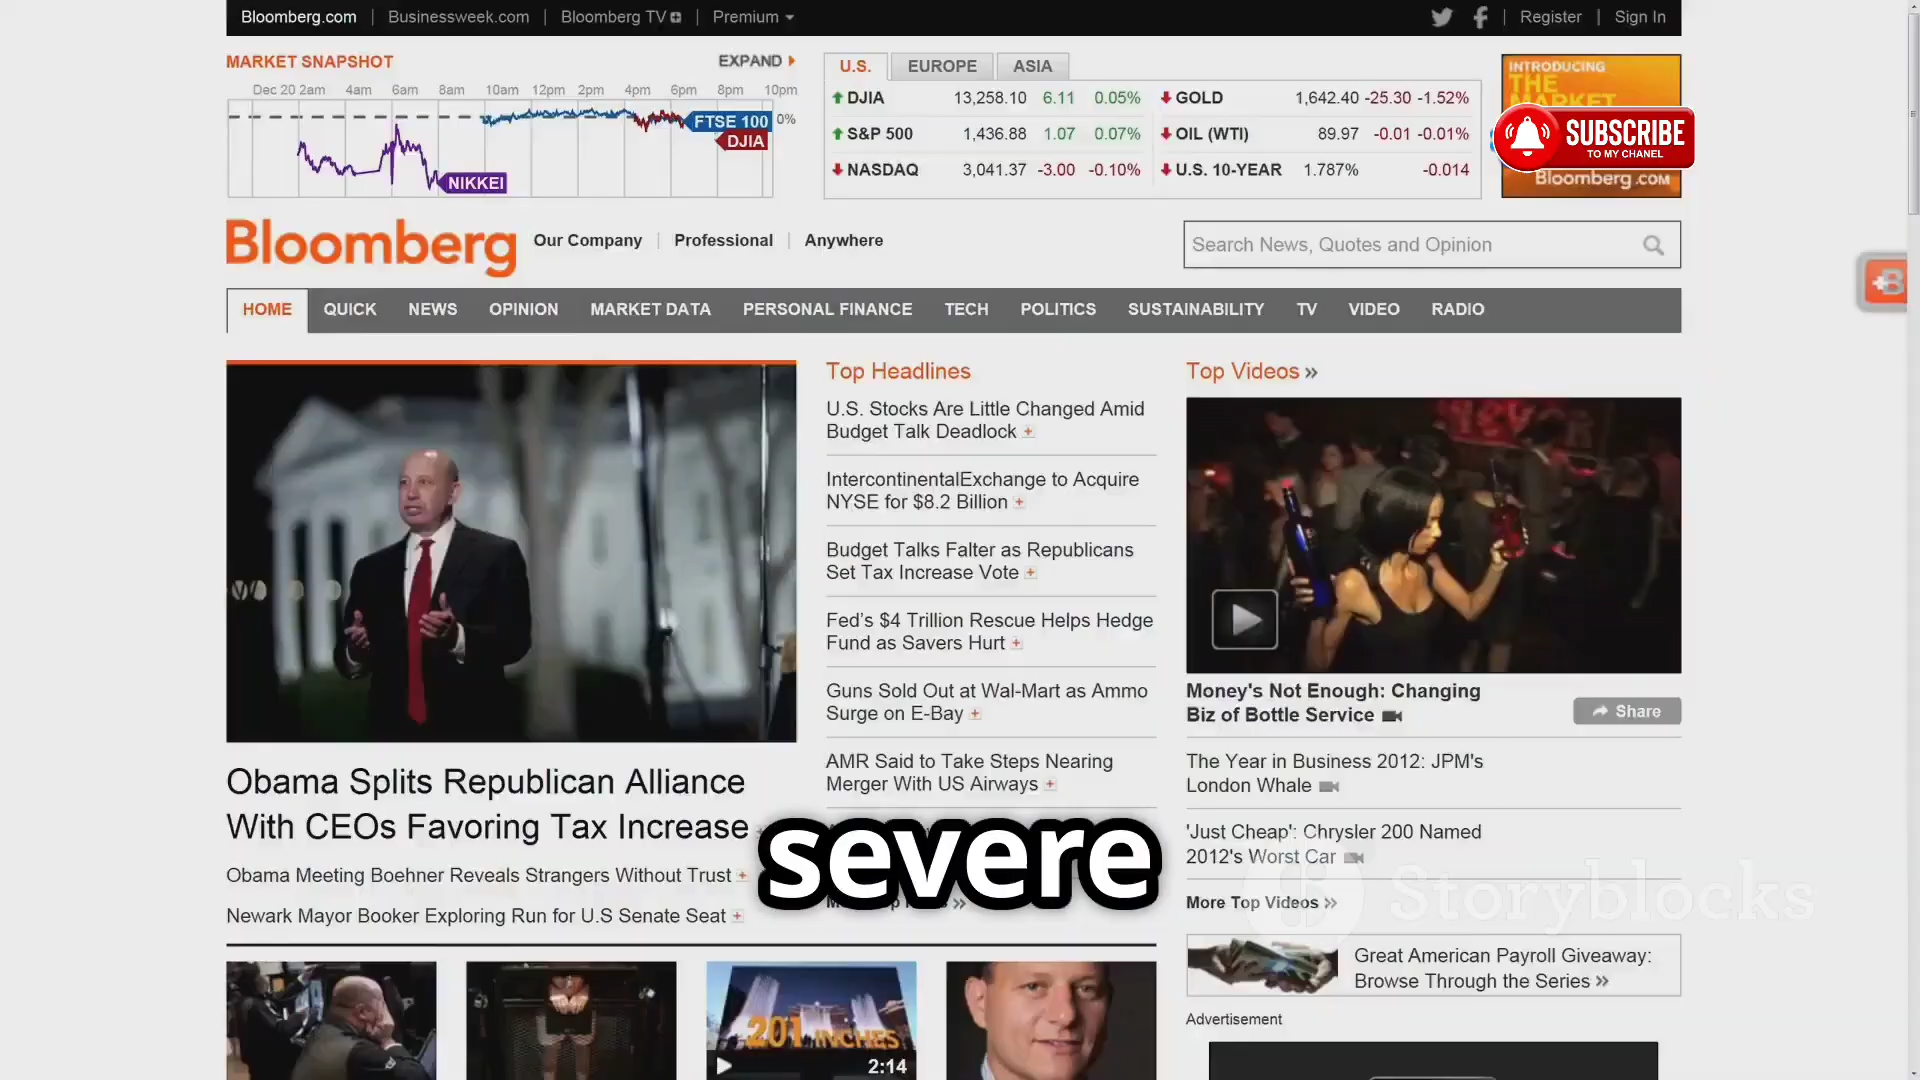 Bloomberg.com | Businessweek.com | Bloomberg TV | Premium
Register | Sign In
MARKET SNAPSHOT
EXPAND
Dec 20 2am 4am 6am 8am 10am 12pm 2pm 4pm 6pm 8pm 10pm
FTSE 100
0%
DJIA
NIKKEI
U.S. EUROPE ASIA
DJIA 13,258.10 6.11 0.05%
S&P 500 1,436.88 1.07 0.07%
NASDAQ 3,041.37 -3.00 -0.10%
GOLD 1,642.40 -25.30 -1.52%
OIL (WTI) 89.97 -0.01 -0.01%
U.S. 10-YEAR 1.787% -0.014
INTRODUCING
THE
MARKET
SUBSCRIBE
TO MY CHANEL
Bloomberg.COM
Bloomberg
Our Company | Professional | Anywhere
Search News, Quotes and Opinion
+B
HOME QUICK NEWS OPINION MARKET DATA PERSONAL FINANCE TECH POLITICS SUSTAINABILITY TV VIDEO RADIO
Obama Splits Republican Alliance
With CEOs Favoring Tax Increase
Obama Meeting Boehner Reveals Strangers Without Trust +
Newark Mayor Booker Exploring Run for U.S Senate Seat +
Top Headlines
U.S. Stocks Are Little Changed Amid
Budget Talk Deadlock +
IntercontinentalExchange to Acquire
NYSE for $8.2 Billion +
Budget Talks Falter as Republicans
Set Tax Increase Vote +
Fed's $4 Trillion Rescue Helps Hedge
Fund as Savers Hurt +
Guns Sold Out at Wal-Mart as Ammo
Surge on E-Bay +
AMR Said to Take Steps Nearing
Merger With US Airways +
severe
Top Videos »
Money's Not Enough: Changing
Biz of Bottle Service
Share
The Year in Business 2012: JPM's
London Whale
'Just Cheap': Chrysler 200 Named
2012's Worst Car
More Top Videos »
Storyblocks
Great American Payroll Giveaway:
Browse Through the Series »
Advertisement
201 INCHES
2:14